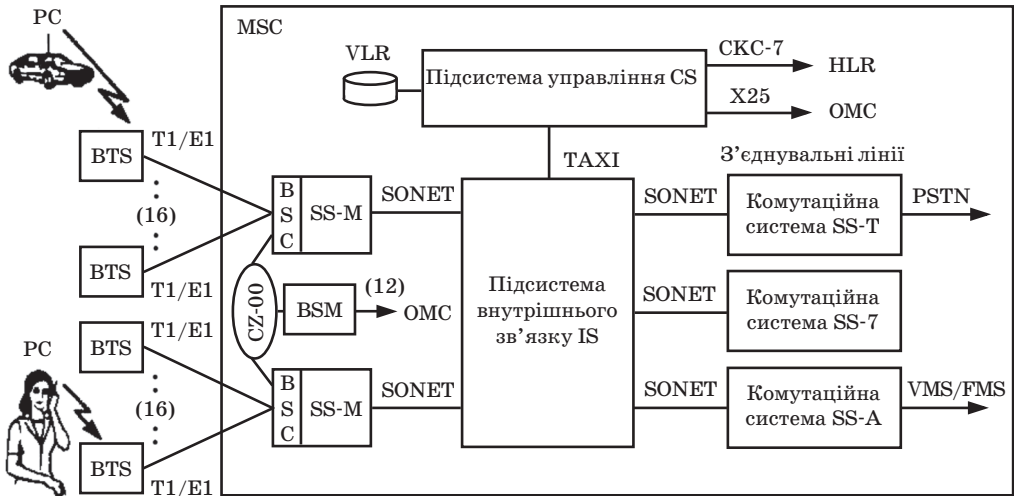 PC
MSC
VLR
Підсистема управління CS
СКС-7
HLR
X25
OMC
BTS
T1/E1
(16)
BTS
T1/E1
TAXI
З’єднувальні лінії
B
S
C
SS-M
SONET
SONET
Комутаційна
система SS-T
PSTN
CZ-00
BSM
(12)
OMC
Підсистема
внутрішнього
зв’язку IS
SONET
Комутаційна
система SS-7
PC
BTS
T1/E1
(16)
BTS
T1/E1
B
S
C
SS-M
SONET
SONET
Комутаційна
система SS-A
VMS/FMS